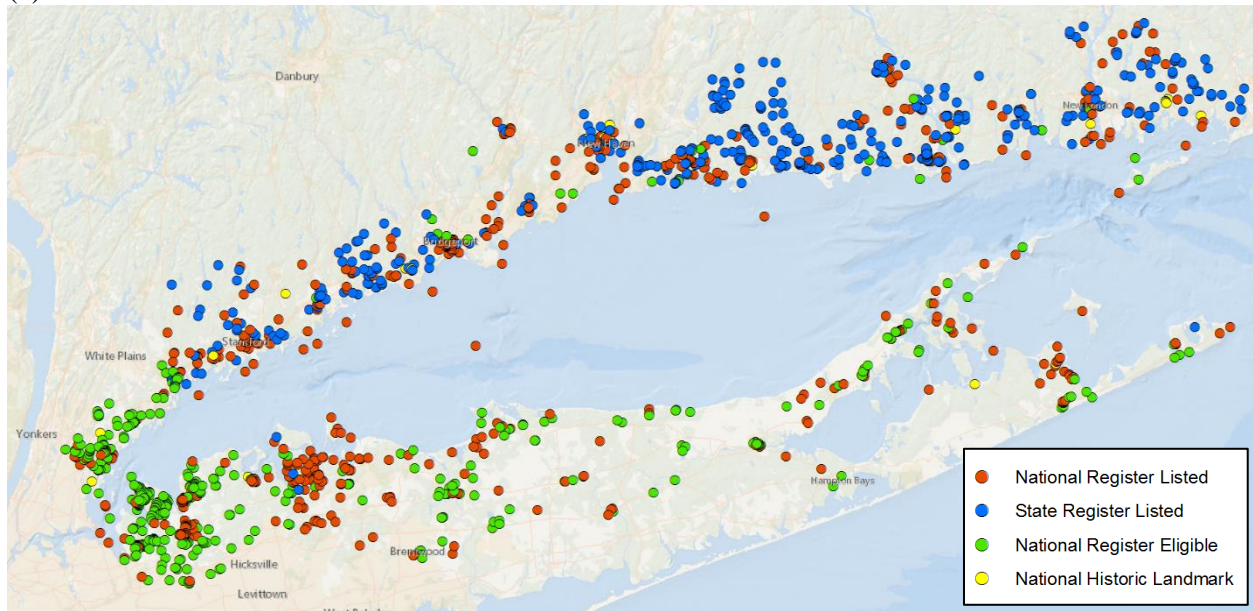 Danbury
New London
New Haven
Bridgeport
Stamford
White Plains
Yonkers
Hampton Bays
Brentwood
Hicksville
Levittown
National Register Listed
State Register Listed
National Register Eligible
National Historic Landmark